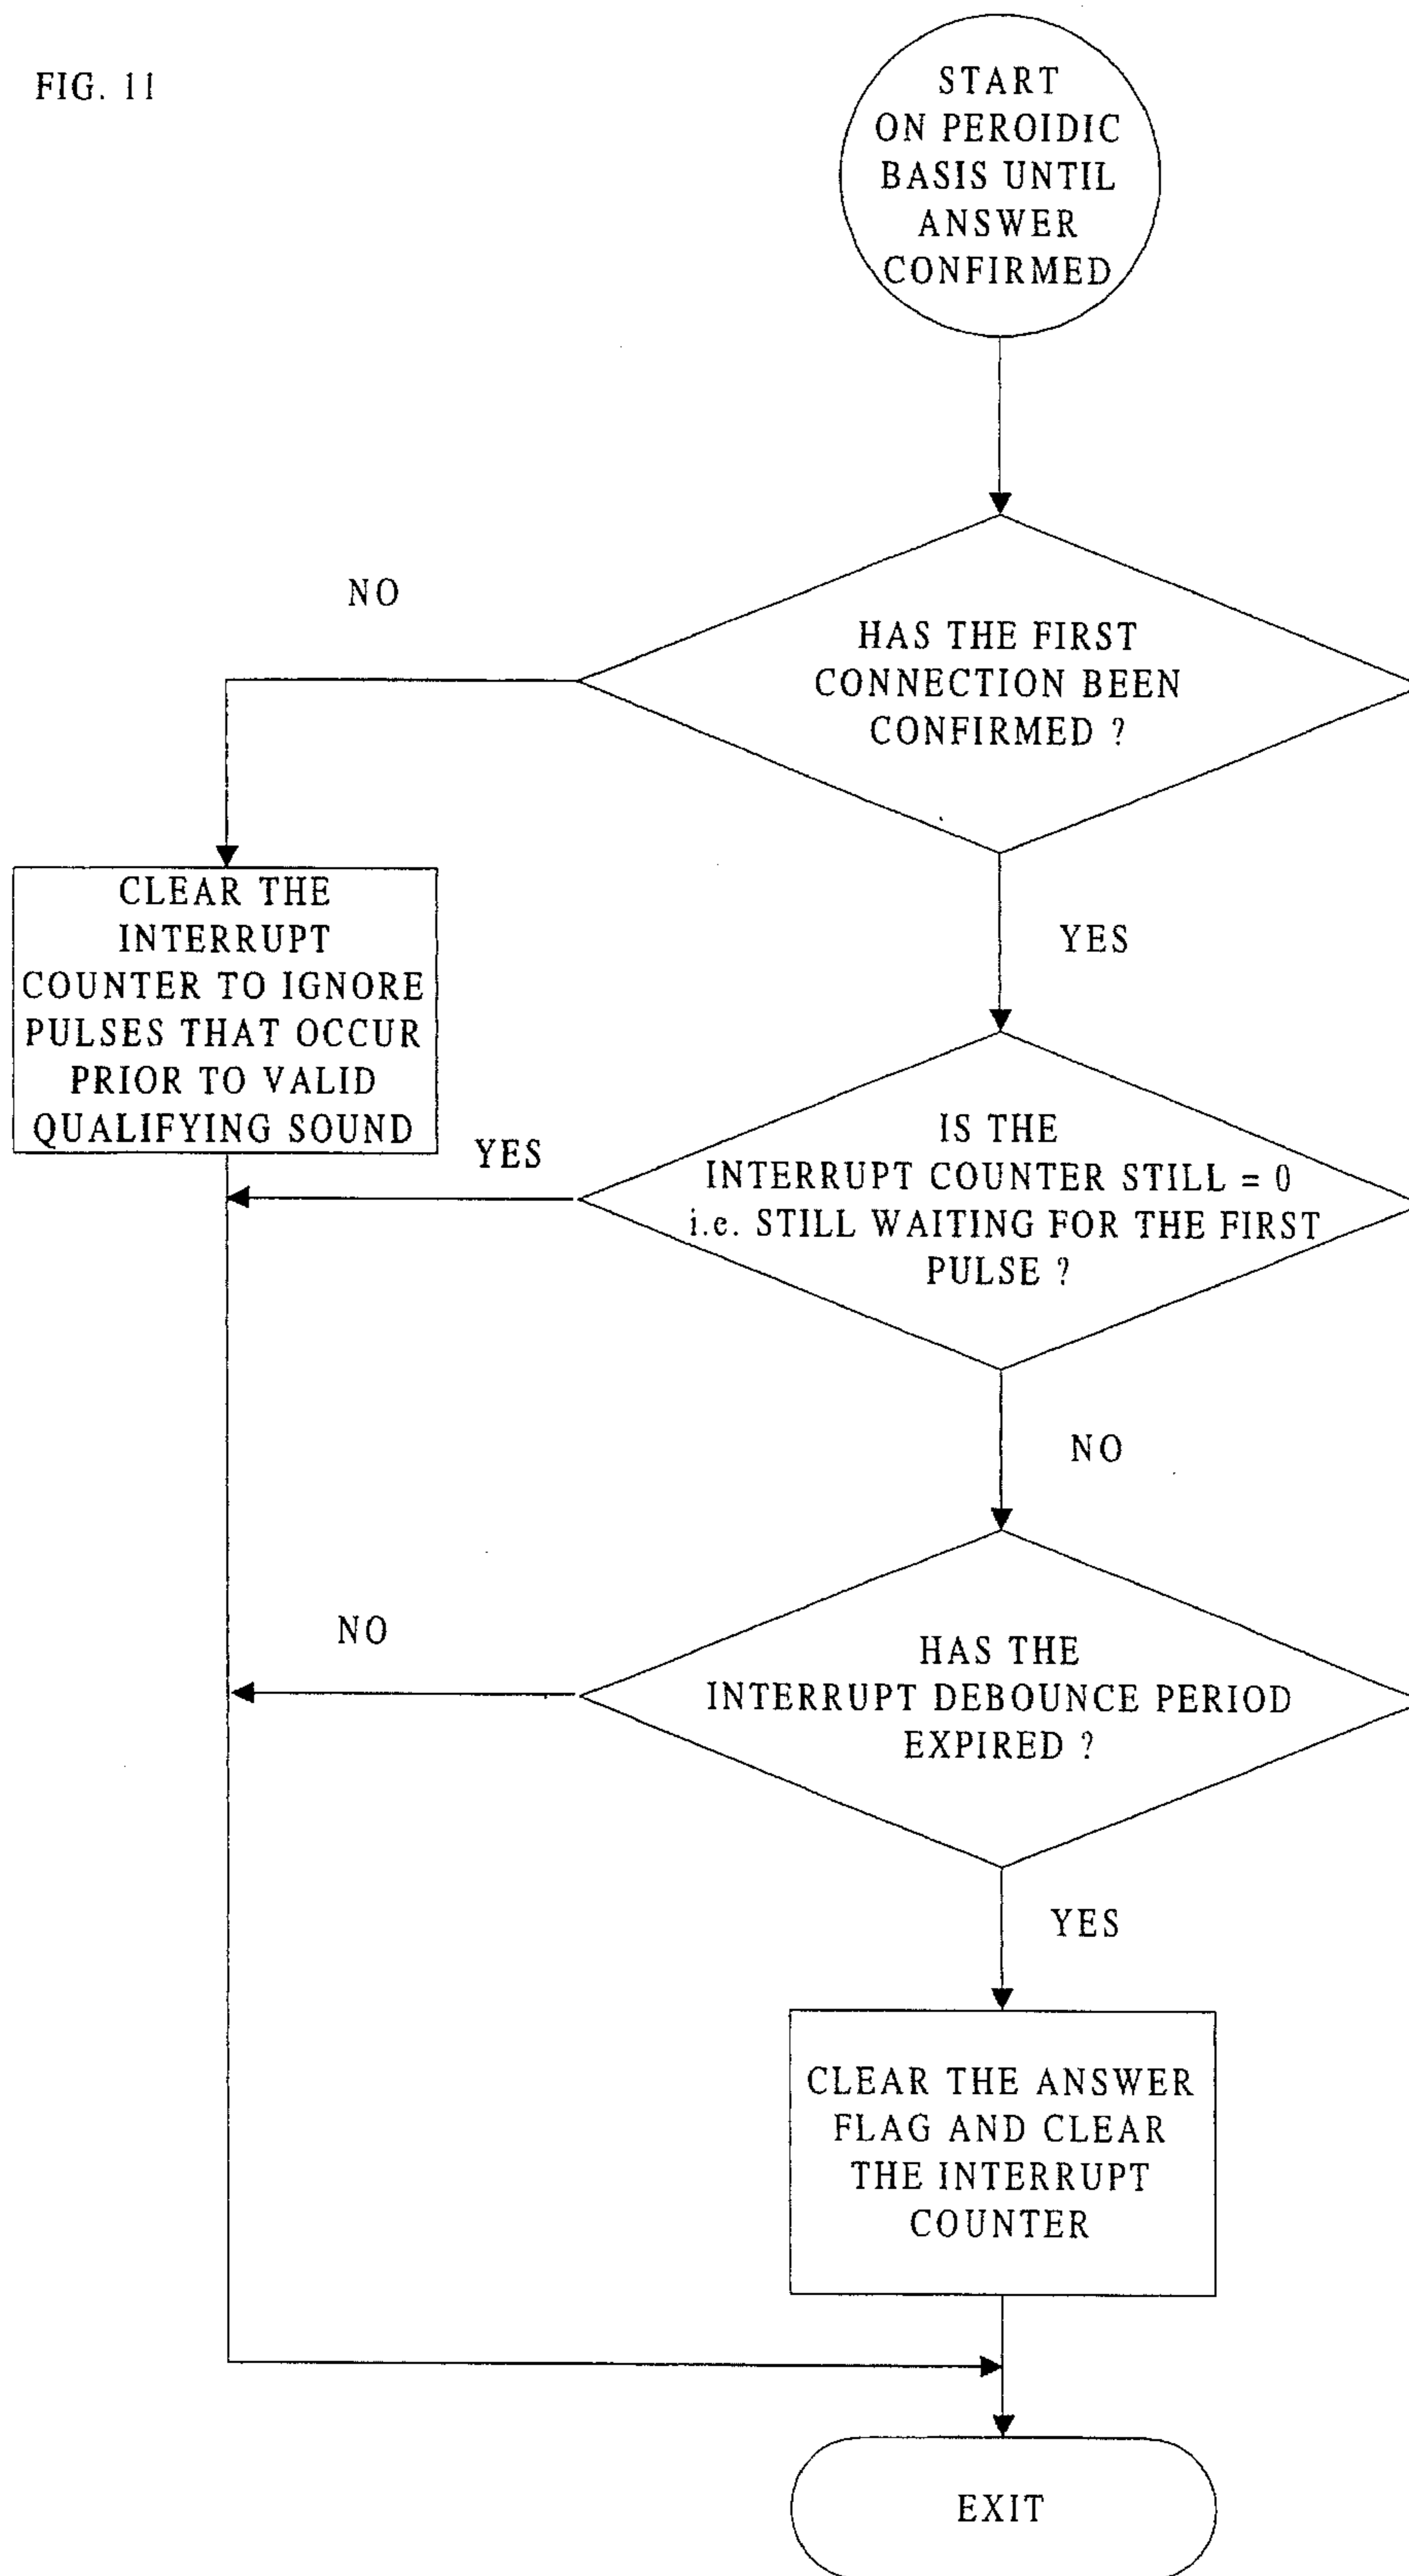 FIG. 11
START
ON PEROIDIC
BASIS UNTIL
ANSWER
CONFIRMED
NO
HAS THE FIRST
CONNECTION BEEN
CONFIRMED ?
CLEAR THE
INTERRUPT
COUNTER TO IGNORE
PULSES THAT OCCUR
PRIOR TO VALID
QUALIFYING SOUND
YES
YES
IS THE
INTERRUPT COUNTER STILL = 0
i.e. STILL WAITING FOR THE FIRST
PULSE ?
NO
NO
HAS THE
INTERRUPT DEBOUNCE PERIOD
EXPIRED ?
YES
CLEAR THE ANSWER
FLAG AND CLEAR
THE INTERRUPT
COUNTER
EXIT